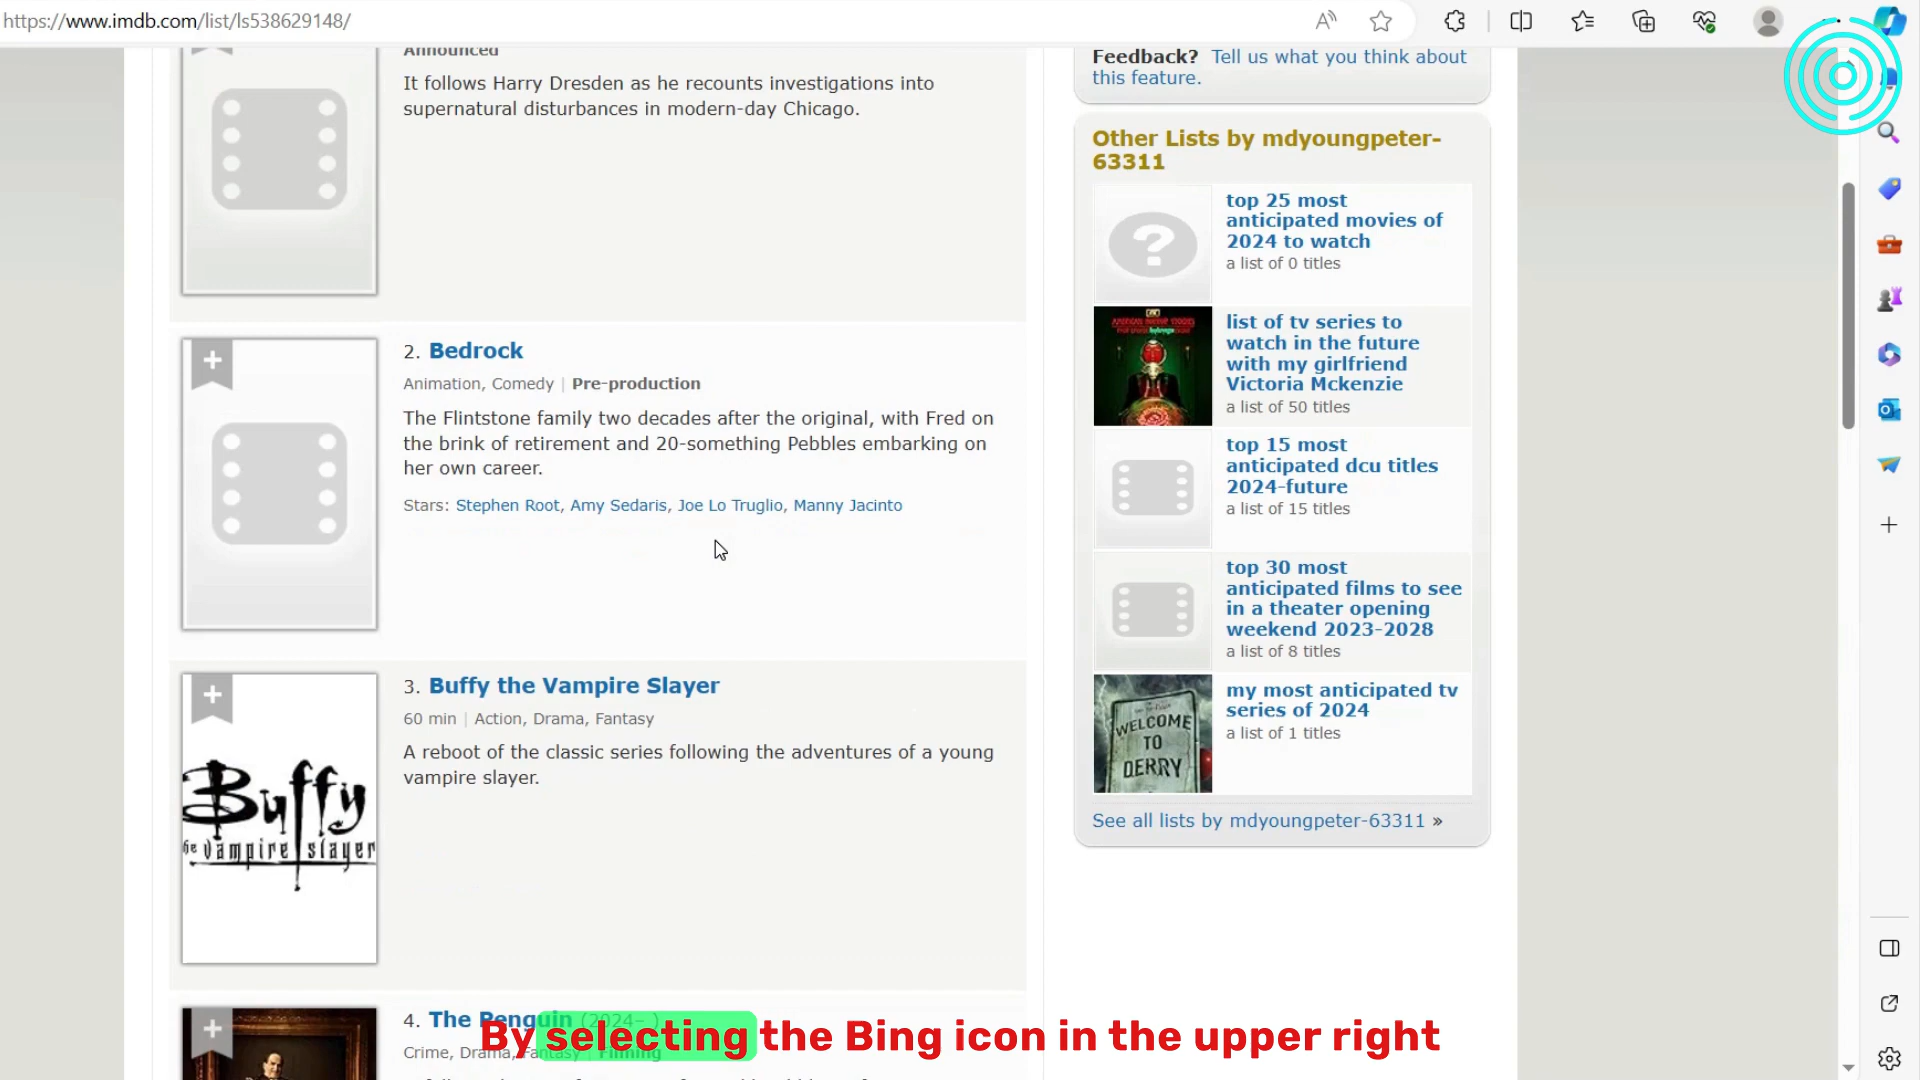 https://www.imdb.com/list/ls538629148/
Announced
It follows Harry Dresden as he recounts investigations into
supernatural disturbances in modern-day Chicago.
2. Bedrock
Animation, Comedy | Pre-production
The Flintstone family two decades after the original, with Fred on
the brink of retirement and 20-something Pebbles embarking on
her own career.
Stars: Stephen Root, Amy Sedaris, Joe Lo Truglio, Manny Jacinto
3. Buffy the Vampire Slayer
60 min | Action, Drama, Fantasy
A reboot of the classic series following the adventures of a young
vampire slayer.
Buffy
the vampire slayer
4. The Penguin (2024– )
Crime, Drama, Fantasy | Filming
Feedback? Tell us what you think about
this feature.
Other Lists by mdyoungpeter-
63311
top 25 most
anticipated movies of
2024 to watch
a list of 0 titles
list of tv series to
watch in the future
with my girlfriend
Victoria Mckenzie
a list of 50 titles
top 15 most
anticipated dcu titles
2024-future
a list of 15 titles
top 30 most
anticipated films to see
in a theater opening
weekend 2023-2028
a list of 8 titles
WELCOME
TO
DERRY
my most anticipated tv
series of 2024
a list of 1 titles
See all lists by mdyoungpeter-63311 »
By selecting the Bing icon in the upper right